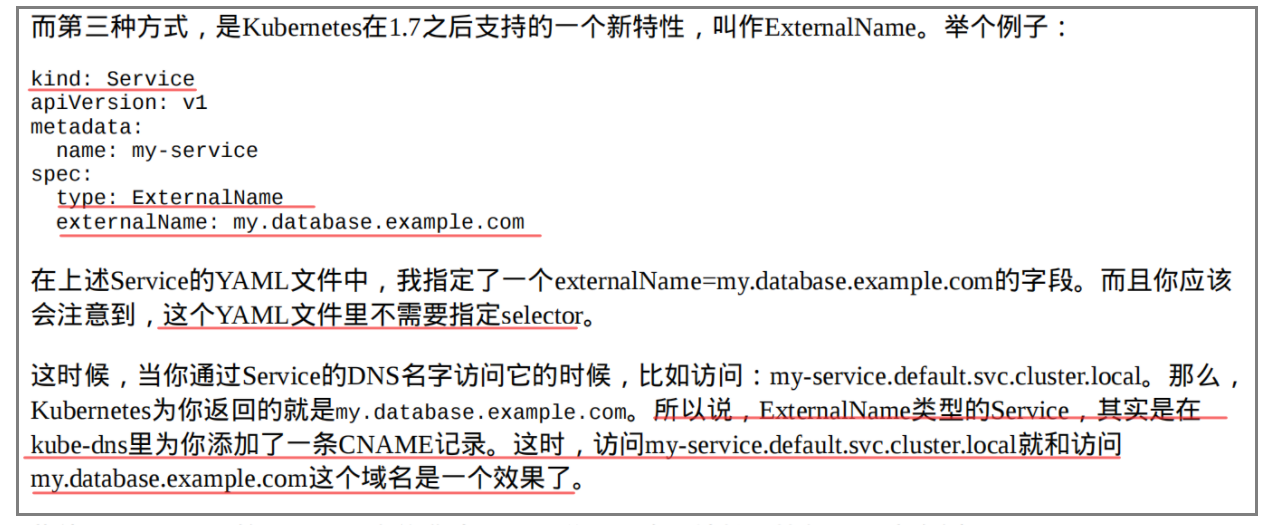 而第三种方式，是Kubernetes在1.7之后支持的一个新特性，叫作ExternalName。举个例子：
kind: Service
apiVersion: v1
metadata:
  name: my-service
spec:
  type: ExternalName
  externalName: my.database.example.com
在上述Service的YAML文件中，我指定了一个externalName=my.database.example.com的字段。而且你应该
会注意到，这个YAML文件里不需要指定selector。
这时候，当你通过Service的DNS名字访问它的时候，比如访问：my-service.default.svc.cluster.local。那么，
Kubernetes为你返回的就是my.database.example.com。所以说，ExternalName类型的Service，其实是在
kube-dns里为你添加了一条CNAME记录。这时，访问my-service.default.svc.cluster.local就和访问
my.database.example.com这个域名是一个效果了。